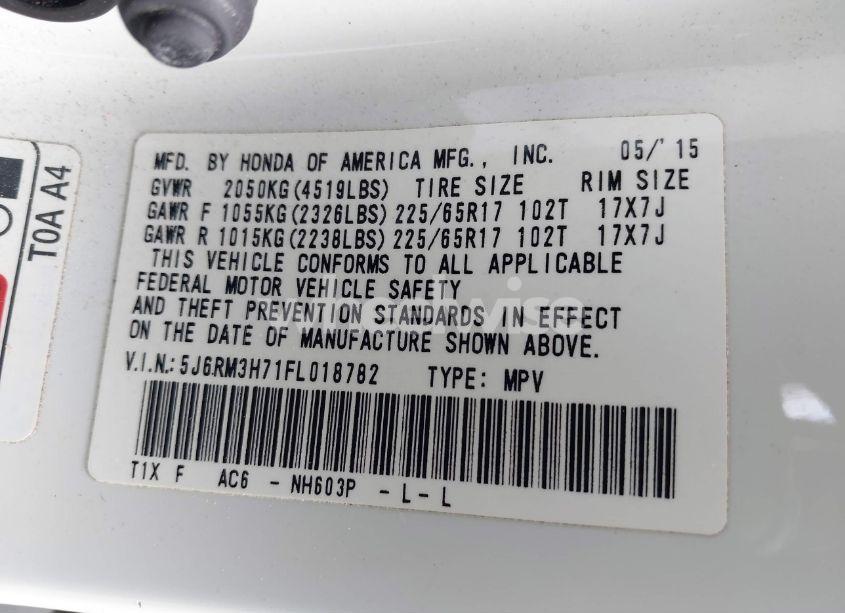 T0A A4
MFD. BY HONDA OF AMERICA MFG., INC. 05/'15
GVWR 2050KG(4519LBS) TIRE SIZE RIM SIZE
GAWR F 1055KG(2326LBS) 225/65R17 102T 17X7J
GAWR R 1015KG(2238LBS) 225/65R17 102T 17X7J
THIS VEHICLE CONFORMS TO ALL APPLICABLE
FEDERAL MOTOR VEHICLE SAFETY
AND THEFT PREVENTION STANDARDS IN EFFECT
ON THE DATE OF MANUFACTURE SHOWN ABOVE.
V.I.N.: 5J6RM3H71FL018782 TYPE: MPV
T1X F AC6 - NH603P - L - L